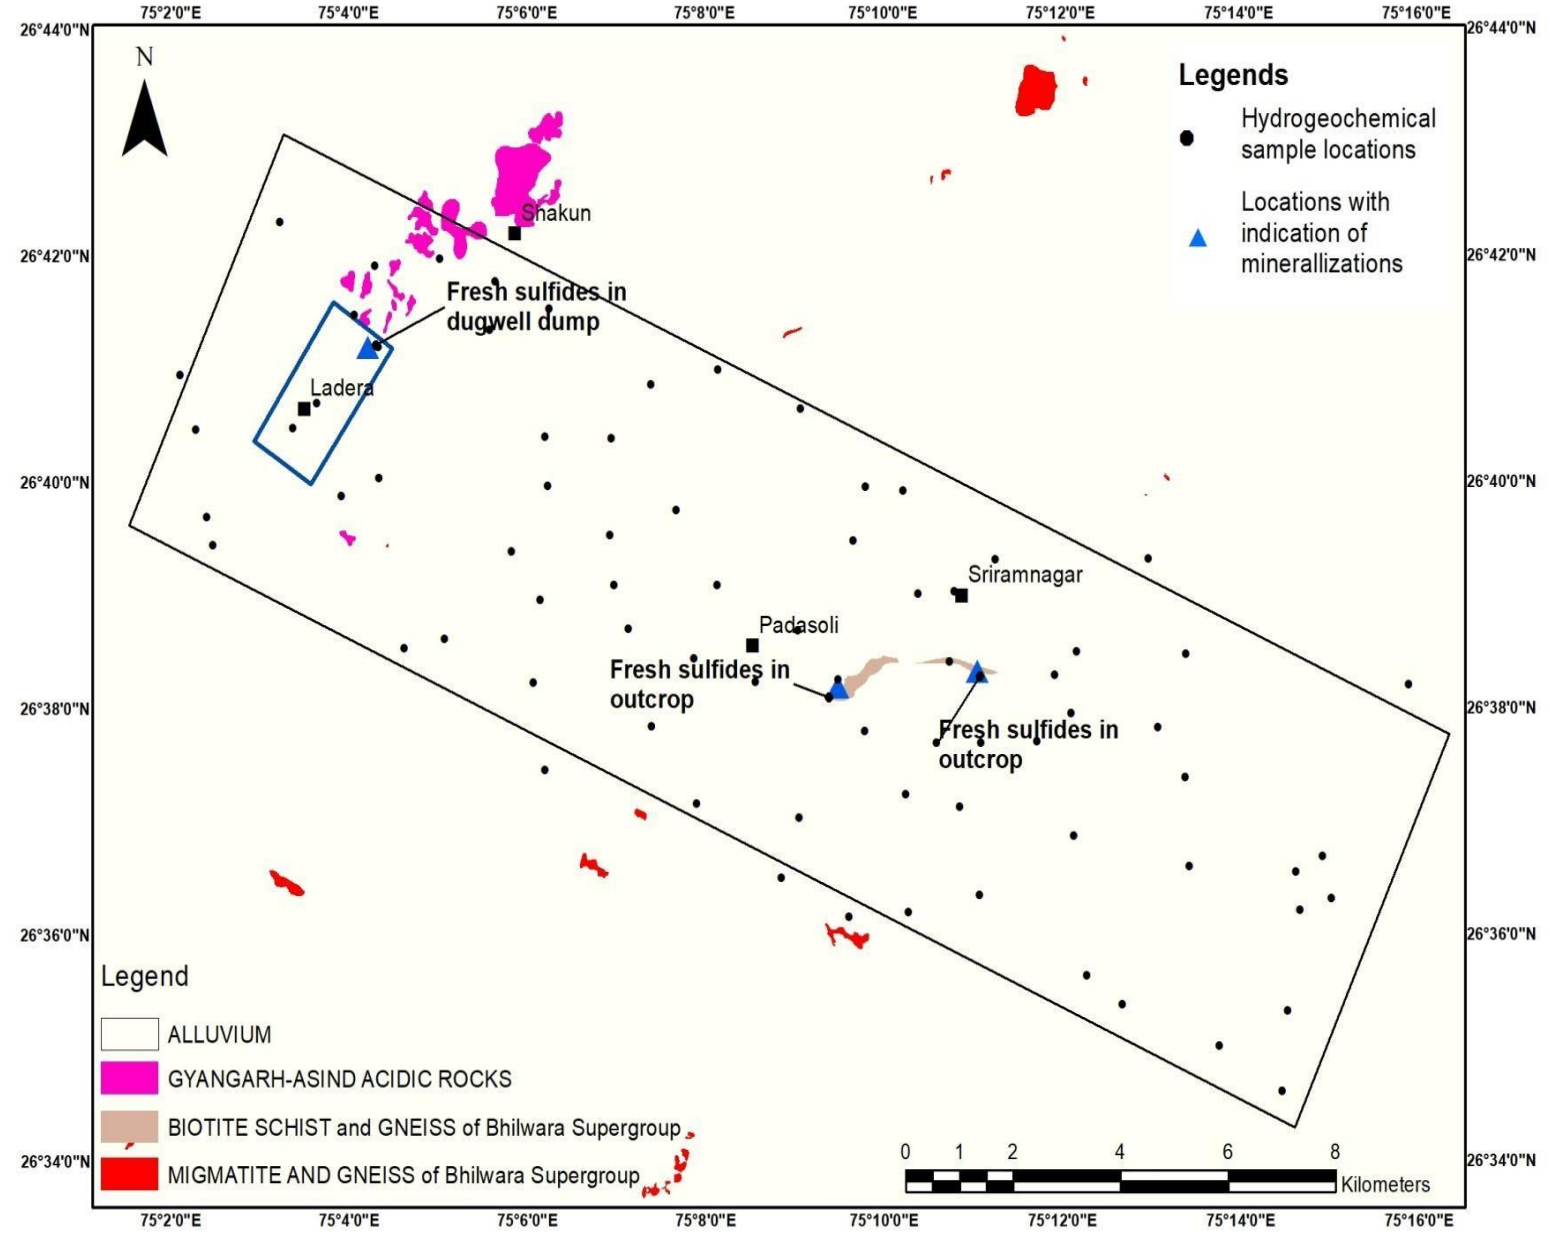 75°2'0"E 75°4'0"E 75°6'0"E 75°8'0"E 75°10'0"E 75°12'0"E 75°14'0"E 75°16'0"E
26°44'0"N 26°44'0"N
N
Legends
Hydrogeochemical
sample locations
Locations with
indication of
minerallizations
Shakun
26°42'0"N 26°42'0"N
Fresh sulfides in
dugwell dump
Ladera
26°40'0"N 26°40'0"N
Sriramnagar
Padasoli
Fresh sulfides in
outcrop
26°38'0"N 26°38'0"N
Fresh sulfides in
outcrop
26°36'0"N 26°36'0"N
Legend
ALLUVIUM
GYANGARH-ASIND ACIDIC ROCKS
BIOTITE SCHIST and GNEISS of Bhilwara Supergroup
MIGMATITE AND GNEISS of Bhilwara Supergroup
26°34'0"N 26°34'0"N
0 1 2 4 6 8
Kilometers
75°2'0"E 75°4'0"E 75°6'0"E 75°8'0"E 75°10'0"E 75°12'0"E 75°14'0"E 75°16'0"E